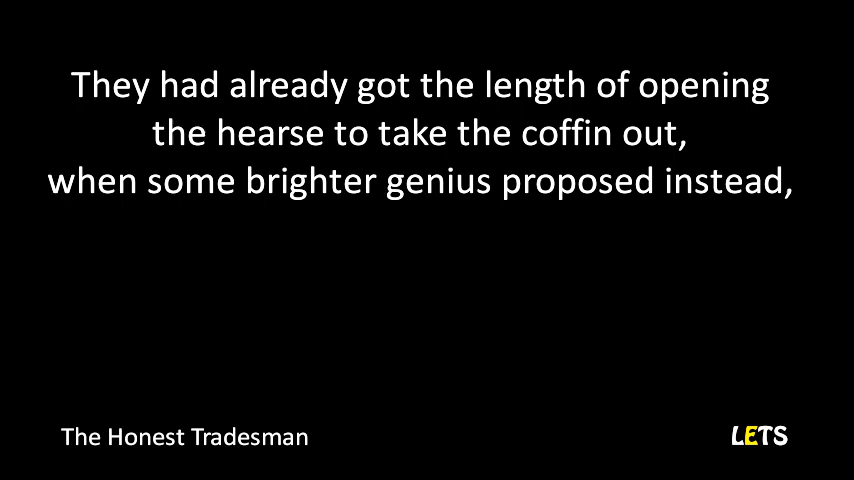 They had already got the length of opening
the hearse to take the coffin out,
when some brighter genius proposed instead,
The Honest Tradesman
LETS